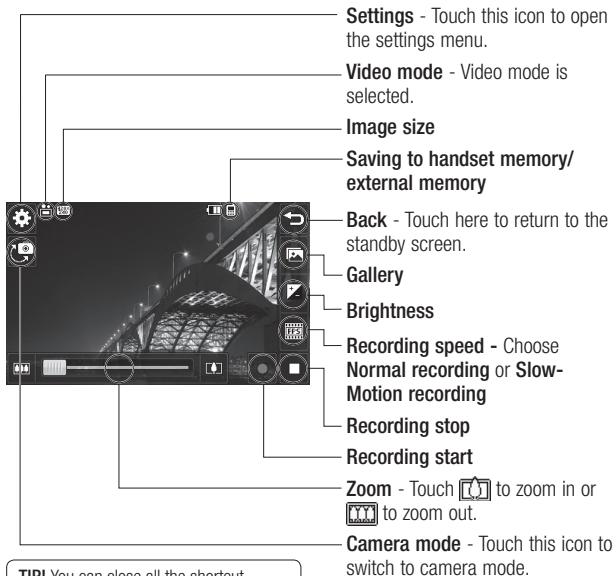 Settings - Touch this icon to open
the settings menu.
Video mode - Video mode is
selected.
Image size
Saving to handset memory/
external memory
Back - Touch here to return to the
standby screen.
Gallery
Brightness
Recording speed - Choose
Normal recording or Slow-
Motion recording
Recording stop
Recording start
Zoom - Touch to zoom in or
to zoom out.
Camera mode - Touch this icon to
switch to camera mode.
TIP! You can close all the shortcut